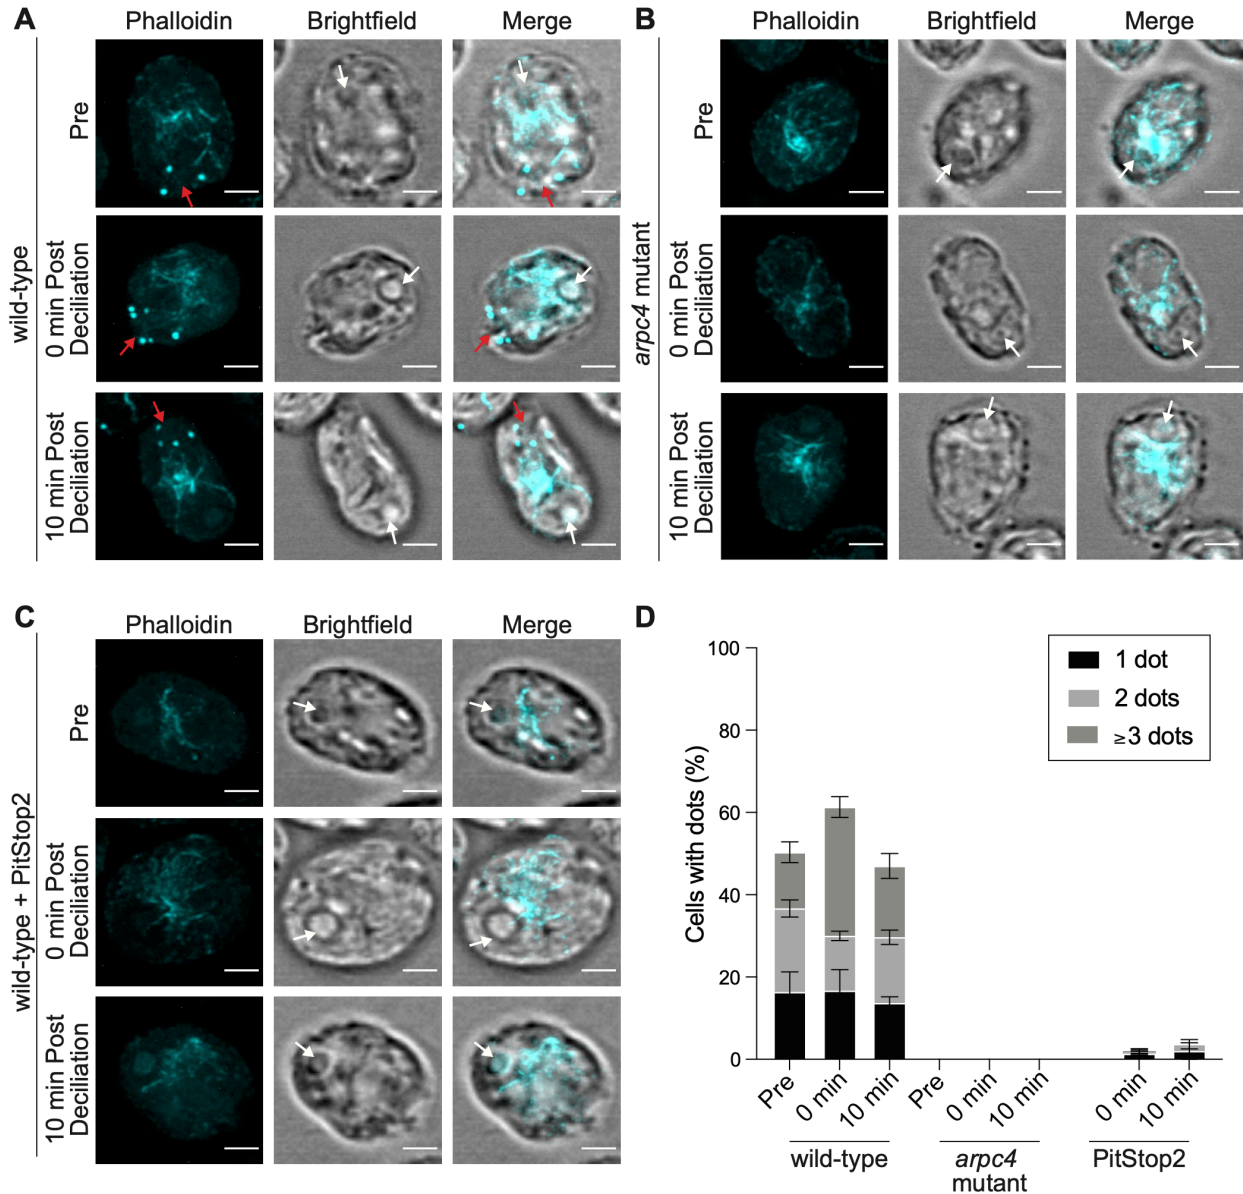 A
Phalloidin
Brightfield
Merge
wild-type
Pre
0 min Post
Deciliation
10 min Post
Deciliation
B
Phalloidin
Brightfield
Merge
arpc4 mutant
Pre
0 min Post
Deciliation
10 min Post
Deciliation
C
Phalloidin
Brightfield
Merge
wild-type + PitStop2
Pre
0 min Post
Deciliation
10 min Post
Deciliation
D
Cells with dots (%)
100
80
60
40
20
0
1 dot
2 dots
≥3 dots
Pre
0 min
10 min
Pre
0 min
10 min
0 min
10 min
wild-type
arpc4
mutant
PitStop2